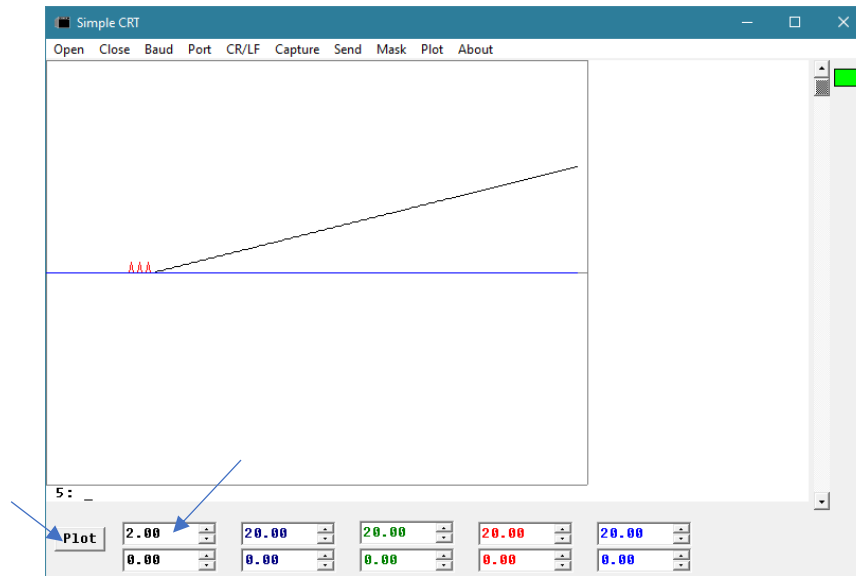 Simple CRT
Open Close Baud Port CR/LF Capture Send Mask Plot About
5: _
Plot 2.00 20.00 20.00 20.00 20.00
0.00 0.00 0.00 0.00 0.00